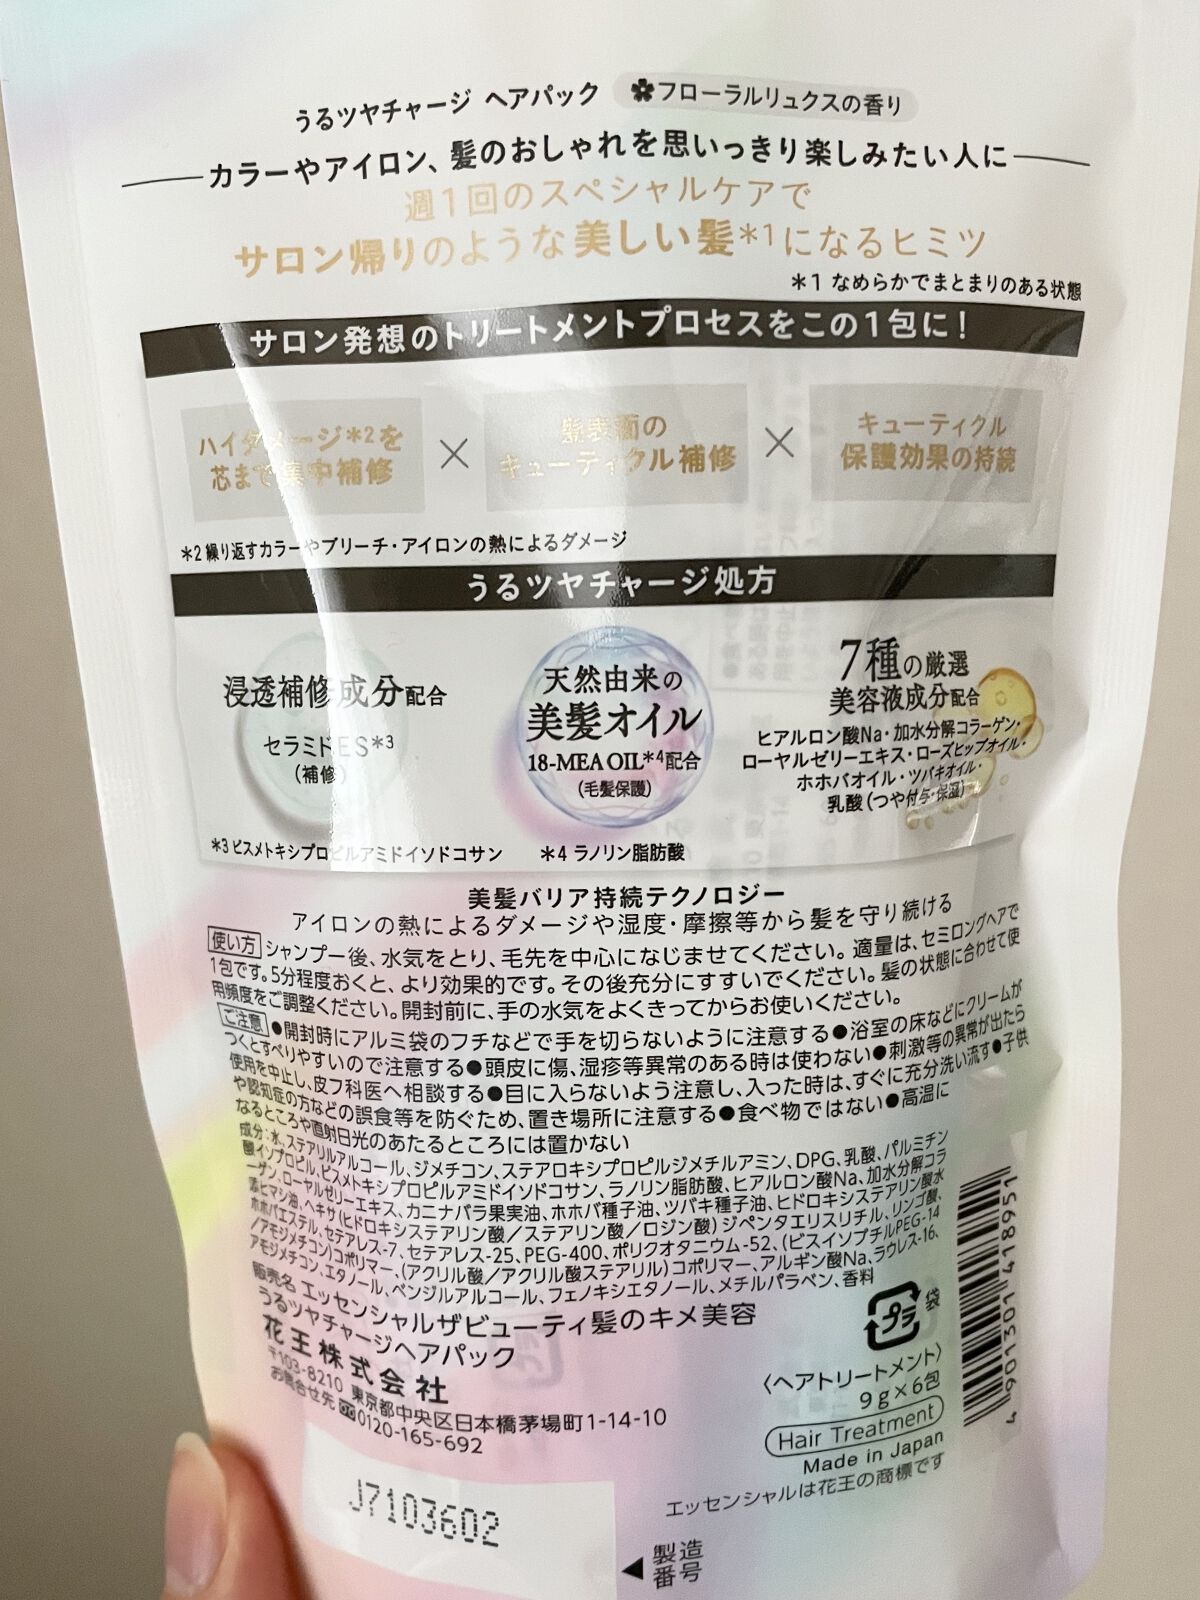 うるツヤチャージ ヘアパック ✽フローラルリュクスの香り
カラーやアイロン、髪のおしゃれを思いっきり楽しみたい人に
週1回のスペシャルケアで
サロン帰りのような美しい髪*1になるヒミツ
*1 なめらかでまとまりのある状態
サロン発想のトリートメントプロセスをこの1包に!
ハイダメージ*2を
芯まで集中補修
×
髪表面の
キューティクル補修
×
キューティクル
保護効果の持続
*2 繰り返すカラーやブリーチ・アイロンの熱によるダメージ
うるツヤチャージ処方
浸透補修成分配合
セラミドES*3
(補修)
天然由来の
美髪オイル
18-MEA OIL*4配合
(毛髪保護)
7種の厳選
美容液成分配合
ヒアルロン酸Na・加水分解コラーゲン・
ローヤルゼリーエキス・ローズヒップオイル・
ホホバオイル・ツバキオイル・
乳酸(つや付与・保湿)
*3 ビスメトキシプロピルアミドイソドコサン *4 ラノリン脂肪酸
美髪バリア持続テクノロジー
アイロンの熱によるダメージや湿度・摩擦等から髪を守り続ける
使い方 シャンプー後、水気をとり、毛先を中心になじませてください。適量は、セミロングヘアで
1包です。5分程度おくと、より効果的です。その後充分にすすいでください。髪の状態に合わせて使
用頻度をご調整ください。開封前に、手の水気をよくきってからお使いください。
ご注意 ●開封時にアルミ袋のフチなどで手を切らないように注意する●浴室の床などにクリームが
つくとすべりやすいので注意する●頭皮に傷、湿疹等異常のある時は使わない●刺激等の異常が出たら
使用を中止し、皮フ科医へ相談する●目に入らないよう注意し、入った時は、すぐに充分洗い流す●子供
や認知症の方などの誤食等を防ぐため、置き場所に注意する●食べ物ではない●高温に
なるところや直射日光のあたるところには置かない
成分:水、ステアリルアルコール、ジメチコン、ステアロキシプロピルジメチルアミン、DPG、乳酸、パルミチン
酸イソプロピル、ビスメトキシプロピルアミドイソドコサン、ラノリン脂肪酸、ヒアルロン酸Na、加水分解コラ
ーゲン、ローヤルゼリーエキス、カニナバラ果実油、ホホバ種子油、ツバキ種子油、ヒドロキシステアリン酸水
添ヒマシ油、ヘキサ(ヒドロキシステアリン酸/ステアリン酸/ロジン酸)ジペンタエリスリチル、リンゴ酸、
ホホバエステル、セテアレス-7、セテアレス-25、PEG-400、ポリクオタニウム-52、(ビスイソブチルPEG-14
/アモジメチコン)コポリマー、(アクリル酸/アクリル酸ステアリル)コポリマー、アルギン酸Na、ラウレス-16、
アモジメチコン、エタノール、ベンジルアルコール、フェノキシエタノール、メチルパラベン、香料
販売名 エッセンシャルザビューティ髪のキメ美容
うるツヤチャージヘアパック
花王株式会社
〒103-8210 東京都中央区日本橋茅場町1-14-10
お問合せ先 0120-165-692
プラ
袋
〈ヘアトリートメント〉
9g×6包
Hair Treatment
Made in Japan
エッセンシャルは花王の商標です
4 901301 418951
J7103602
◀製造
番号